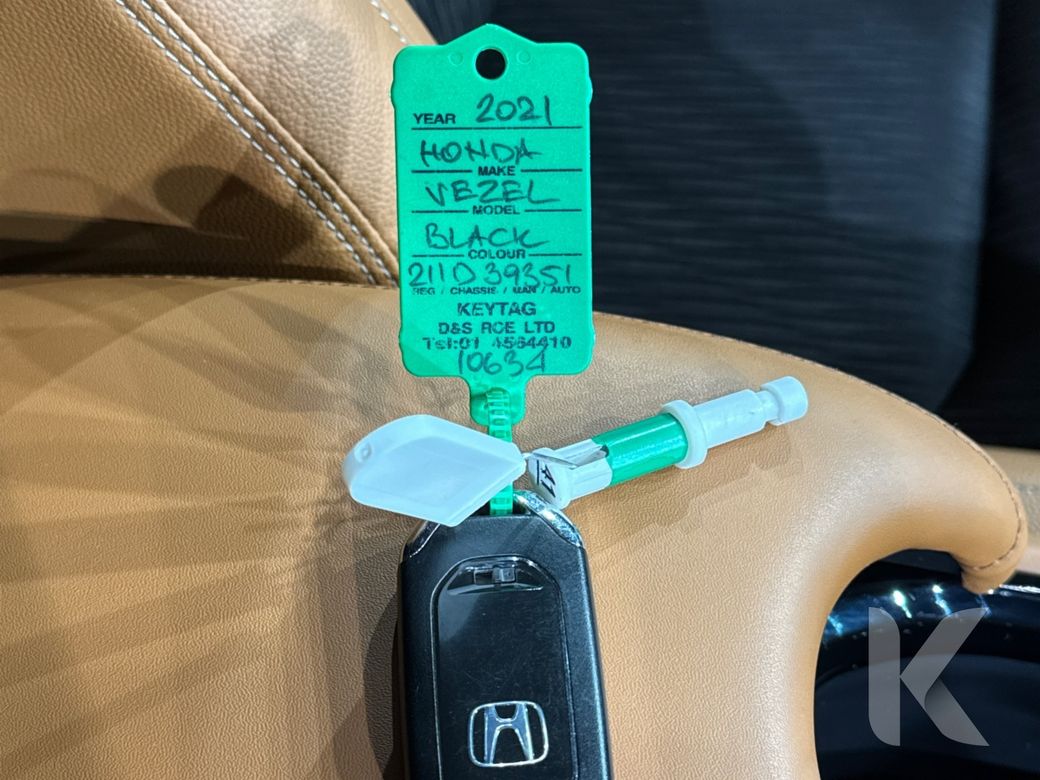 YEAR 2021
HONDA
MAKE
VEZEL
MODEL
BLACK
COLOUR
211D39351
REG / CHASSIS / MAN / AUTO
KEYTAG
D&S RCE LTD
Tel:01 4564410
10634
41
K